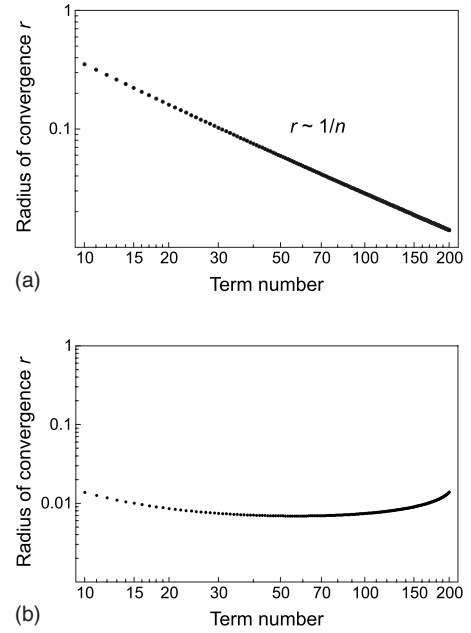 1
0.1
Radius of convergence r
r ~ 1/n
10 15 20 30 50 70 100 150 200
(a)
Term number
1
0.1
0.01
Radius of convergence r
10 15 20 30 50 70 100 150 200
(b)
Term number